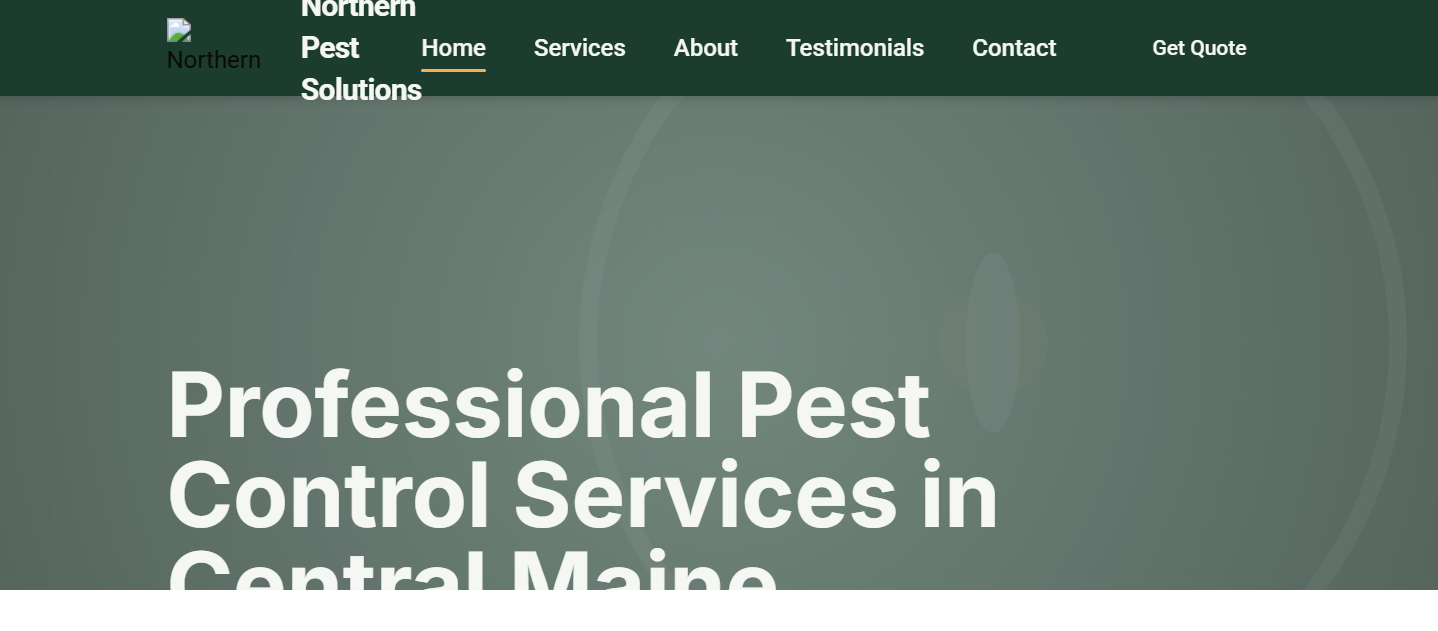 Northern
Northern
Pest
Solutions
Home
Services
About
Testimonials
Contact
Get Quote
Professional Pest
Control Services in
Central Maine